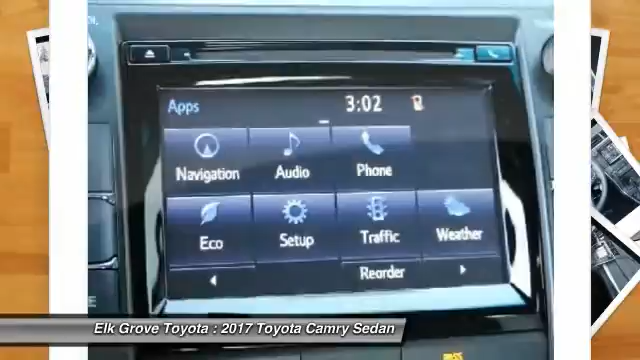 Apps 3:02
Navigation Audio Phone
Eco Setup Traffic Weather
Reorder
Elk Grove Toyota : 2017 Toyota Camry Sedan